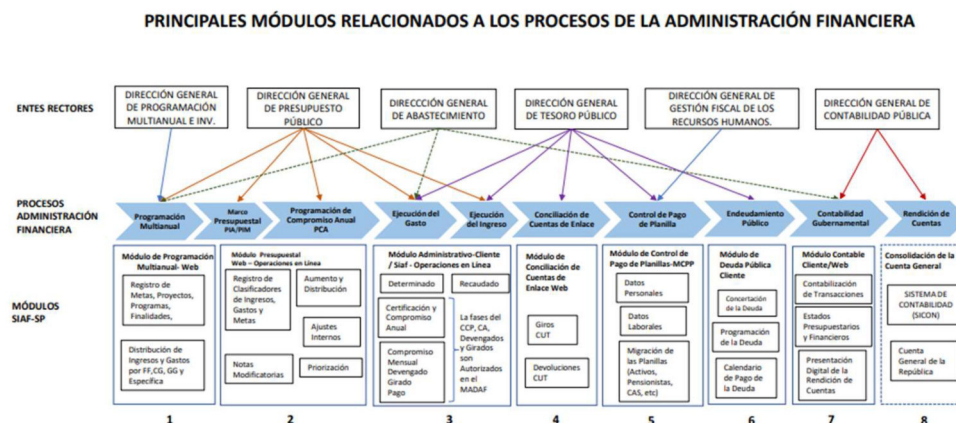 PRINCIPALES MÓDULOS RELACIONADOS A LOS PROCESOS DE LA ADMINISTRACIÓN FINANCIERA
ENTES RECTORES
DIRECCIÓN GENERAL
DE PROGRAMACIÓN
MULTIANUAL E INV.
DIRECCIÓN
GENERAL DE
PRESUPUESTO
PÚBLICO
DIRECCCIÓN GENERAL
DE
ABASTECIMIENTO
DIRECCIÓN GENERAL
DE TESORO PÚBLICO
DIRECCIÓN GENERAL DE
GESTIÓN FISCAL DE LOS
RECURSOS HUMANOS.
DIRECCIÓN GENERAL DE
CONTABILIDAD PÚBLICA
PROCESOS
ADMINISTRACIÓN
FINANCIERA
Programación
Multianual
Marco
Presupuestal
PIA/PIM
Programación de
Compromiso Anual
PCA
Ejecución del
Gasto
Ejecución
del Ingreso
Conciliación de
Cuentas de Enlace
Control de Pago
de Planilla
Endeudamiento
Público
Contabilidad
Gubernamental
Rendición de
Cuentas
MÓDULOS
SIAF-SP
Módulo de Programación
Multianual- Web
Registro de
Metas, Proyectos,
Programas,
Finalidades,
Distribución de
Ingresos y Gastos
por FF,CG, GG y
Específica
1
Módulo Presupuestal
Web – Operaciones en Línea
Registro de
Clasificadores
de Ingresos,
Gastos y
Metas
Aumento y
Distribución
Ajustes
Internos
Notas
Modificatorias
Priorización
2
Módulo Administrativo-Cliente
/ Siaf - Operaciones en Línea
Determinado
Recaudado
Certificación y
Compromiso
Anual
Compromiso
Mensual
Devengado
Girado
Pago
La fases del
CCP, CA,
Devengados
y Girados
son
Autorizados
en el
MADAF
3
Módulo de
Conciliación
de Cuentas de
Enlace Web
Giros
CUT
Devoluciones
CUT
4
Módulo de Control de
Pago de Planillas-MCPP
Datos
Personales
Datos
Laborales
Migración de
las Planillas
(Activos,
Pensionistas,
CAS, etc)
5
Módulo de
Deuda Pública
Cliente
Concertación
de la Deuda
Programación
de la Deuda
Calendario
de Pago de
la Deuda
6
Módulo Contable
Cliente/Web
Contabilización
de Transacciones
Estados
Presupuestarios
y Financieros
Presentación
Digital de la
Rendición de
Cuentas
7
Consolidación de la
Cuenta General
SISTEMA DE
CONTABILIDAD
(SICON)
Cuenta
General de la
República
8